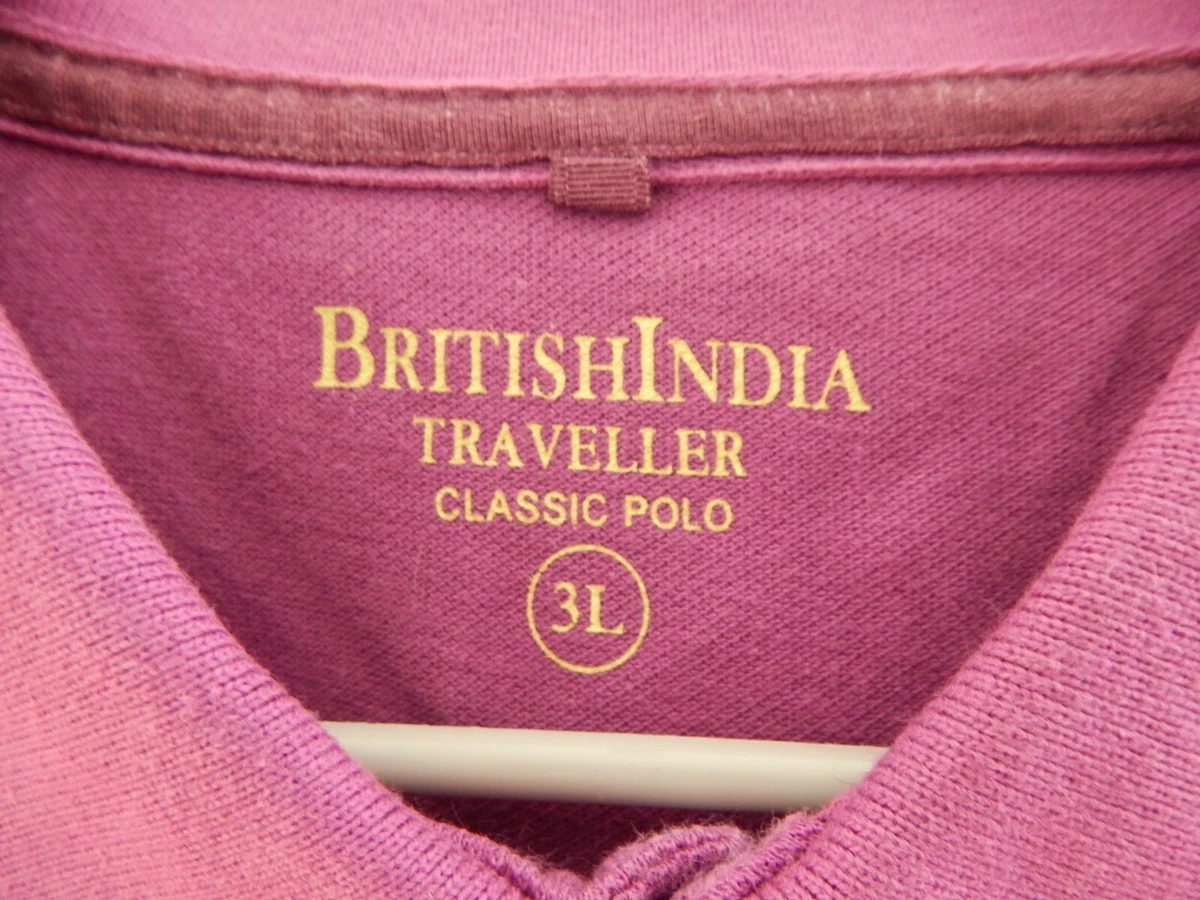 BRITISHINDIA
TRAVELLER
CLASSIC POLO
3L